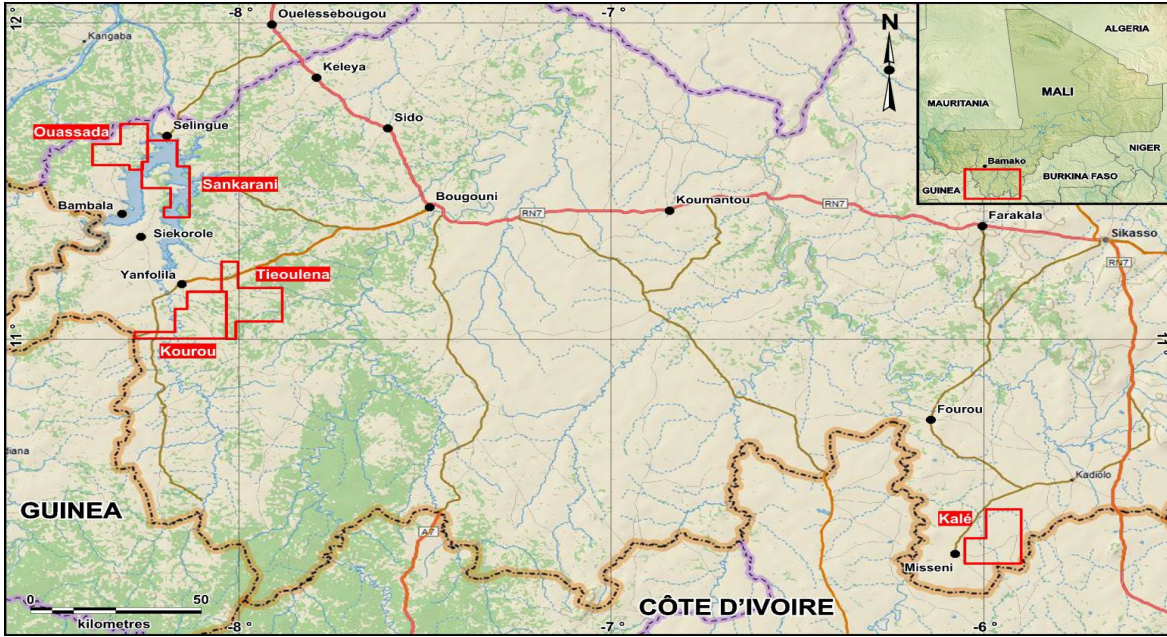 12°
-8°
-7°
Ouelessebougou
Kangaba
Keleya
N
ALGERIA
MALI
MAURITANIA
NIGER
Bamako
BURKINA FASO
GUINEA
Ouassada
Selingue
Sido
Sankarani
Bambala
Bougouni
RN7
Koumantou
RN7
Farakala
Sikasso
RN7
Siekorole
Yanfolila
Tieoulena
Kourou
11°
11°
Fourou
diana
Kadiolo
GUINEA
A7
Kalé
Misseni
0
50
kilometres
CÔTE D'IVOIRE
-8°
-7°
-6°